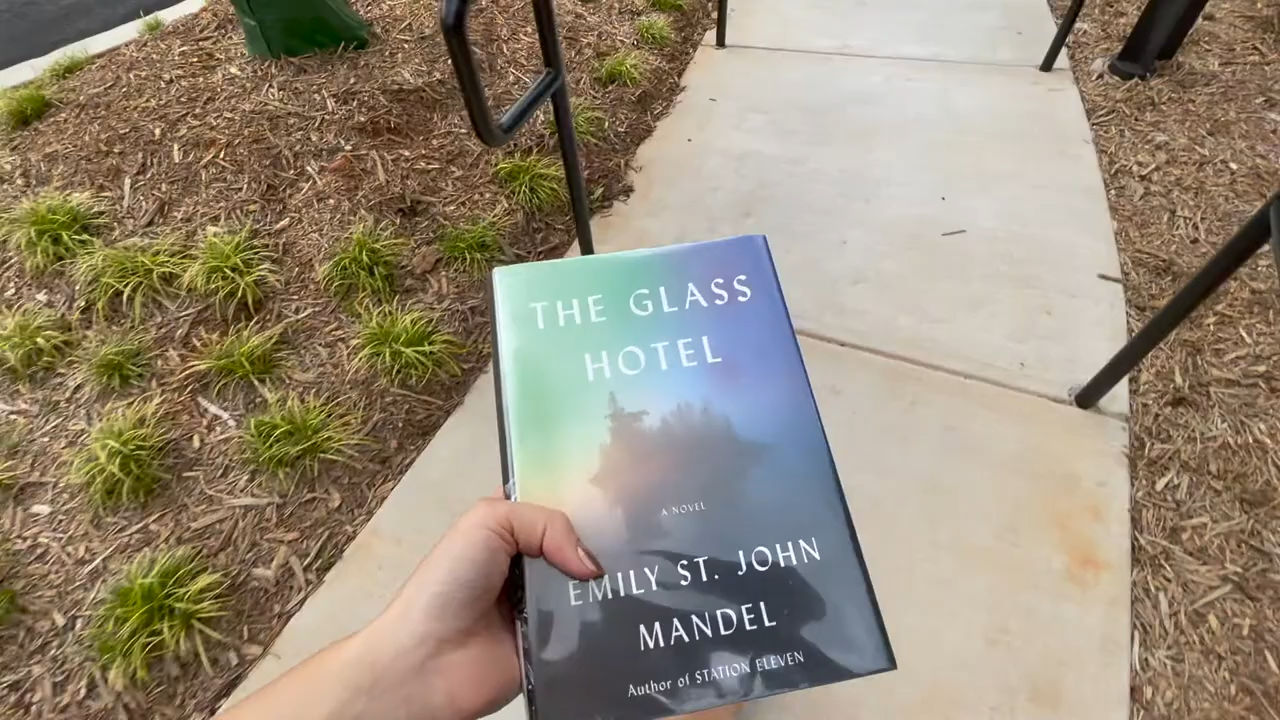 THE GLASS
HOTEL
A NOVEL
EMILY ST. JOHN
MANDEL
Author of STATION ELEVEN